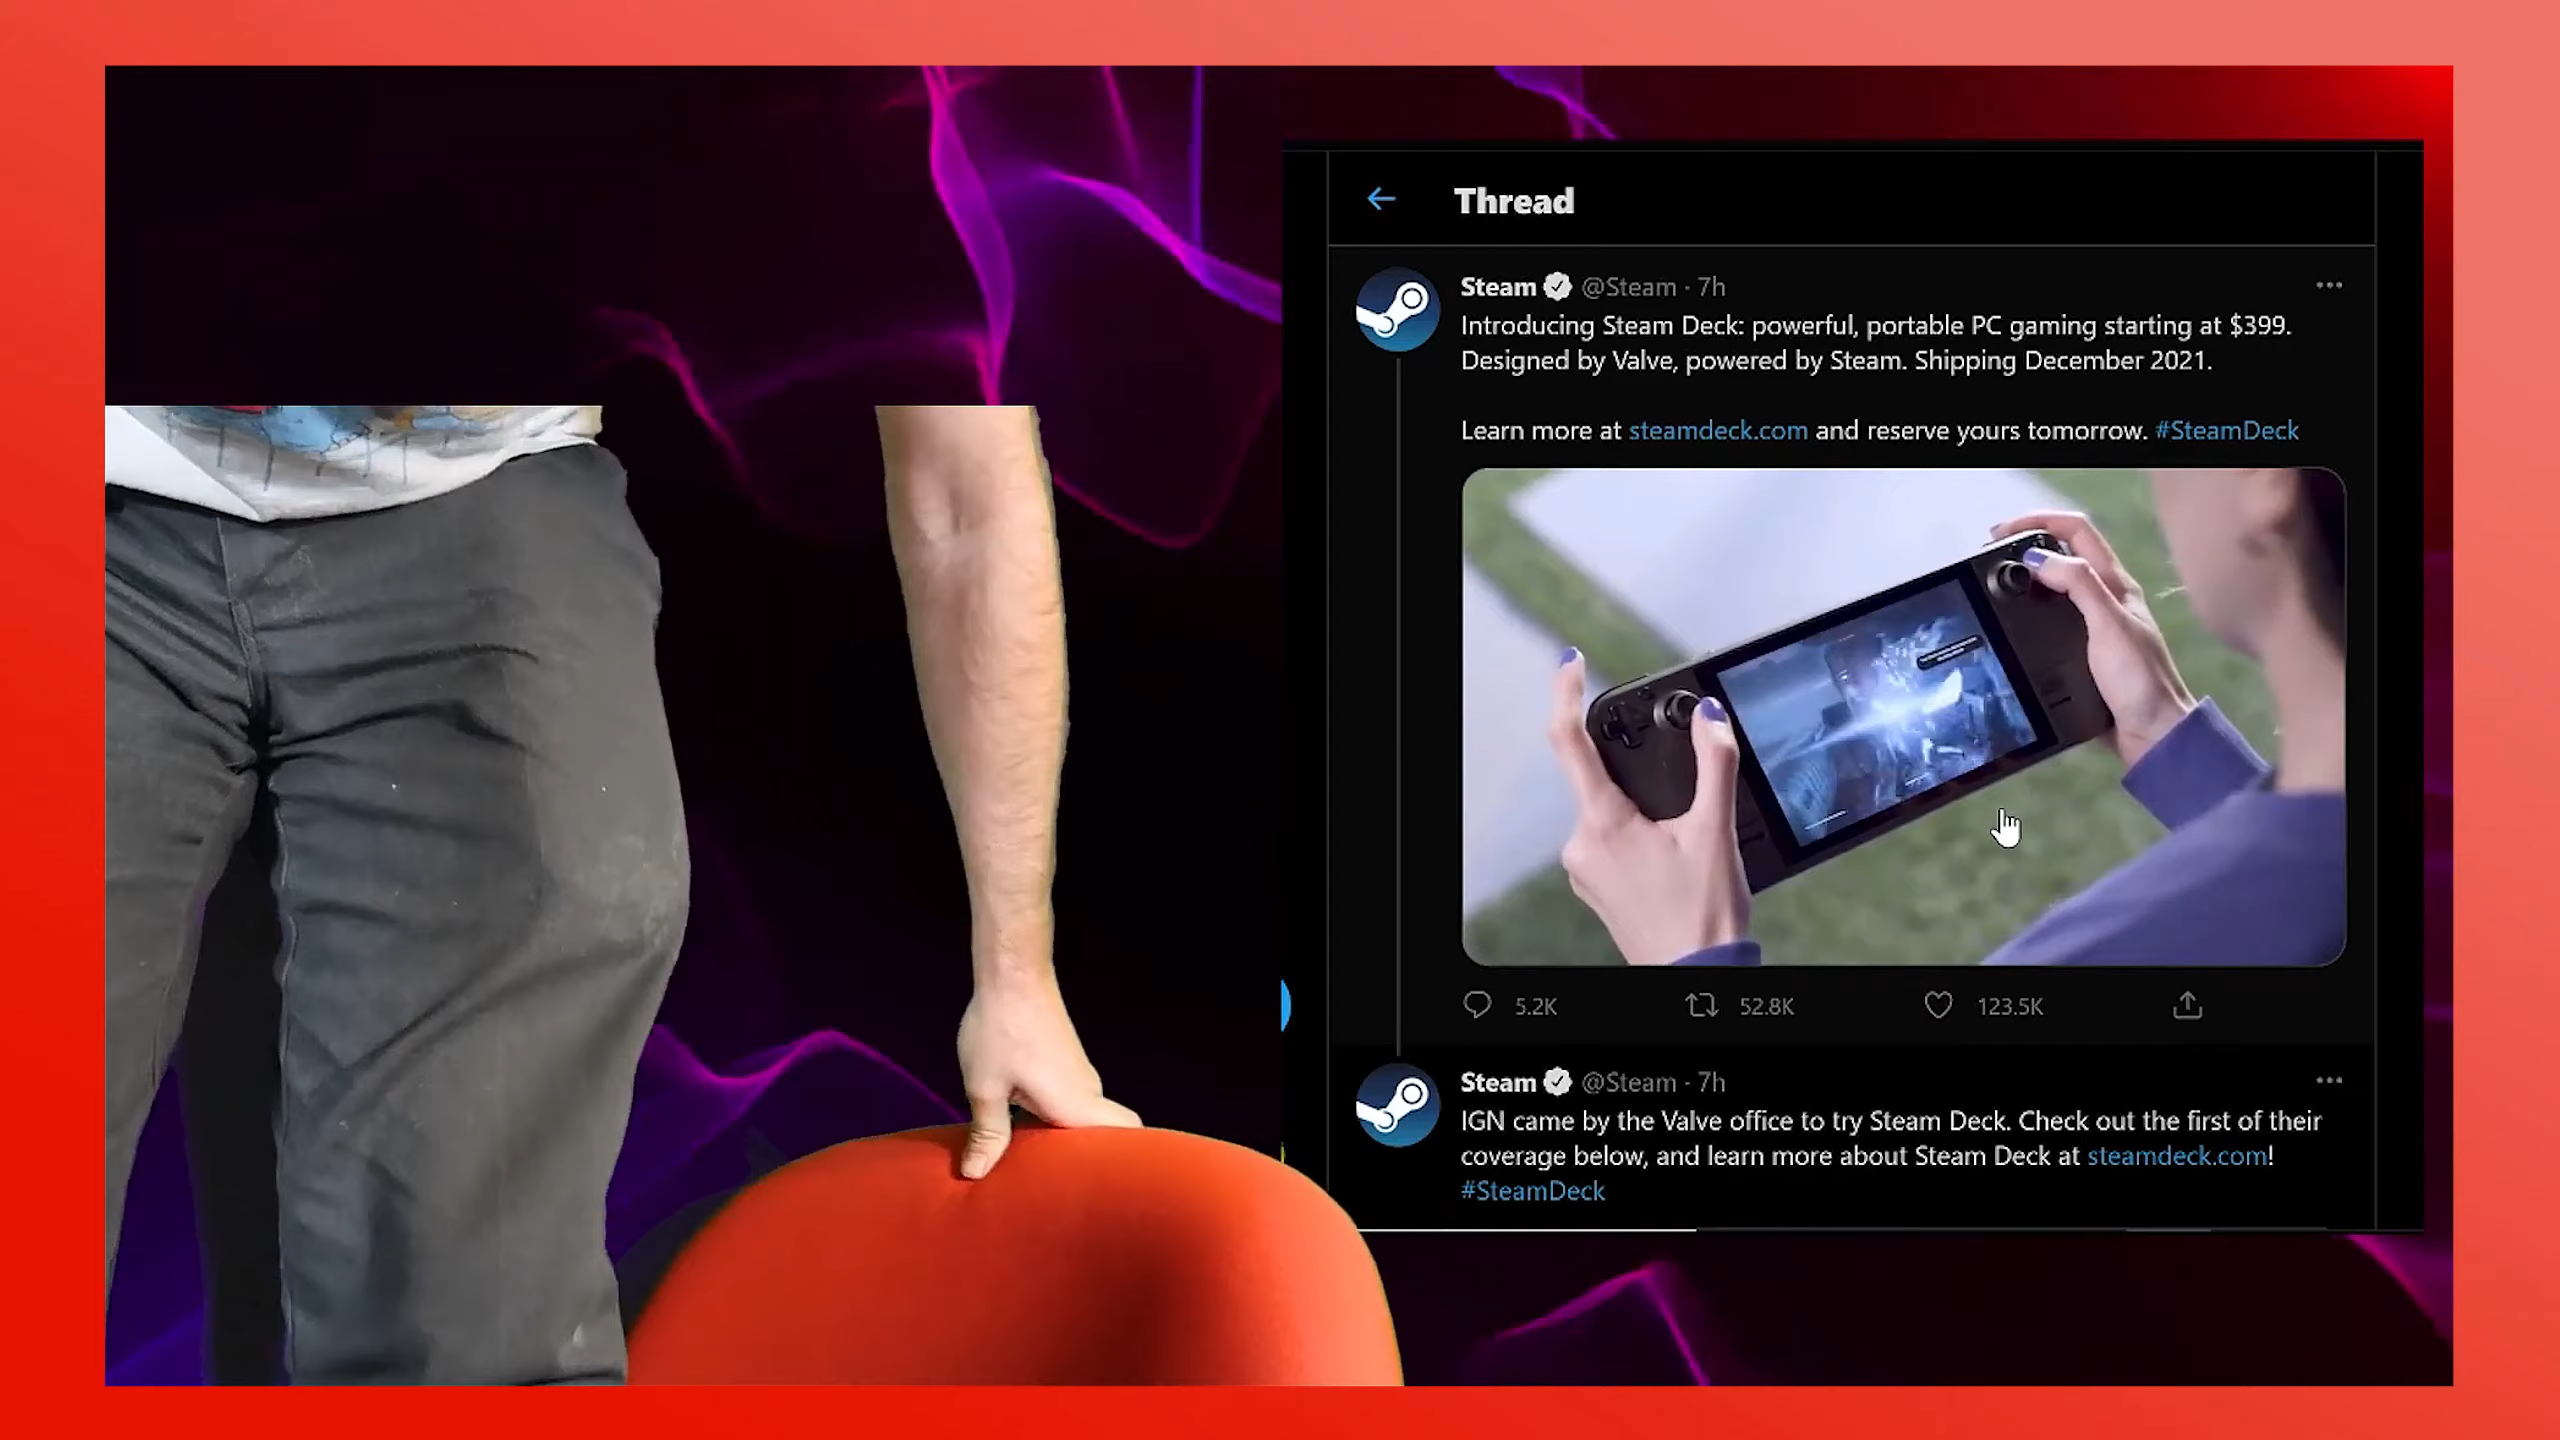 Thread
Steam @Steam · 7h
Introducing Steam Deck: powerful, portable PC gaming starting at $399.
Designed by Valve, powered by Steam. Shipping December 2021.
Learn more at steamdeck.com and reserve yours tomorrow. #SteamDeck
5.2K 52.8K 123.5K
Steam @Steam · 7h
IGN came by the Valve office to try Steam Deck. Check out the first of their
coverage below, and learn more about Steam Deck at steamdeck.com!
#SteamDeck